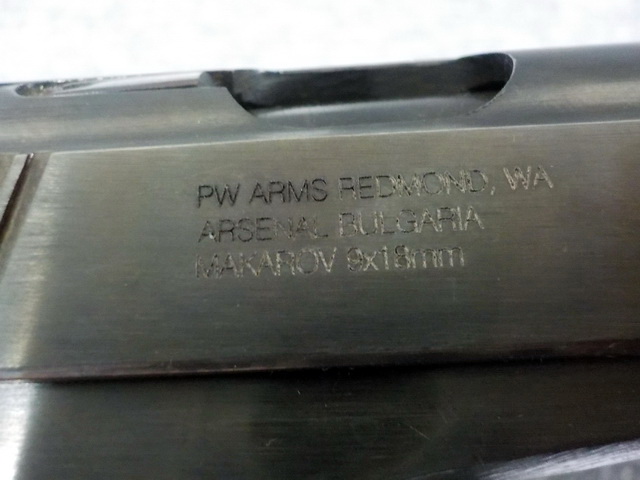 PW ARMS REDMOND, WA
ARSENAL BULGARIA
MAKAROV 9x18mm